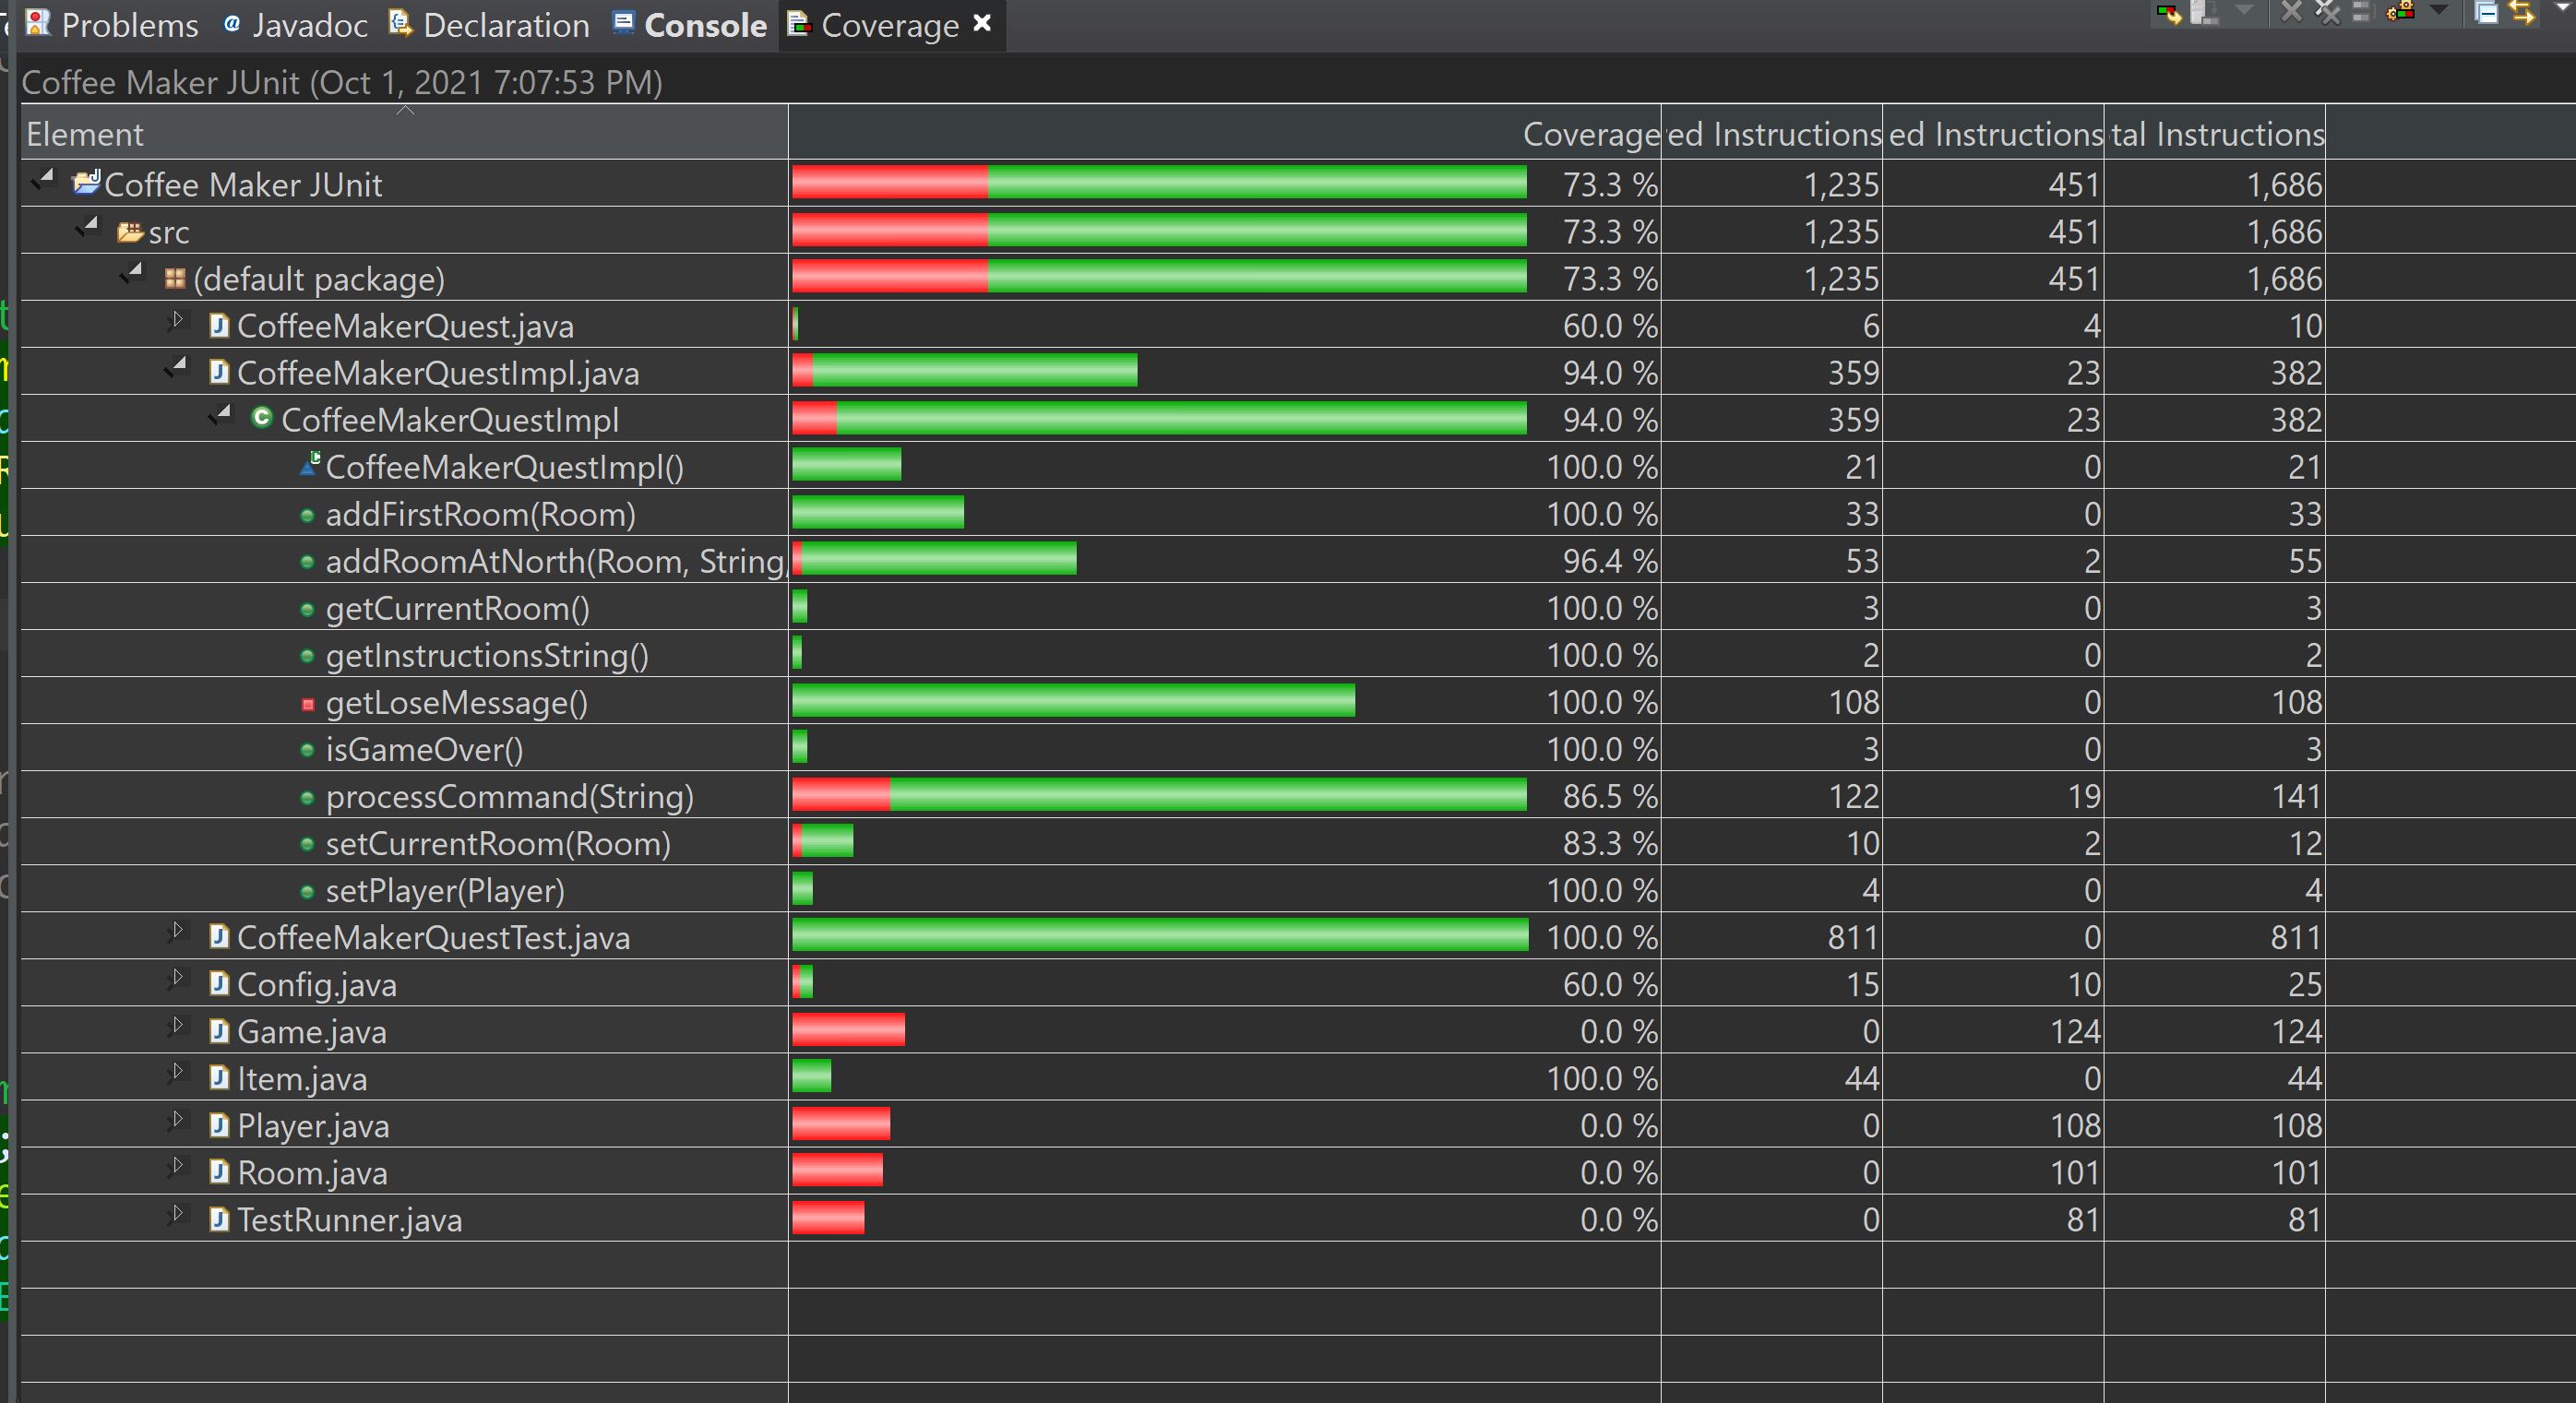 Problems @ Javadoc Declaration Console Coverage
Coffee Maker JUnit (Oct 1, 2021 7:07:53 PM)
Element Coverage ed Instructions ed Instructions tal Instructions
Coffee Maker JUnit 73.3 % 1,235 451 1,686
src 73.3 % 1,235 451 1,686
(default package) 73.3 % 1,235 451 1,686
CoffeeMakerQuest.java 60.0 % 6 4 10
CoffeeMakerQuestImpl.java 94.0 % 359 23 382
CoffeeMakerQuestImpl 94.0 % 359 23 382
CoffeeMakerQuestImpl() 100.0 % 21 0 21
addFirstRoom(Room) 100.0 % 33 0 33
addRoomAtNorth(Room, String, 96.4 % 53 2 55
getCurrentRoom() 100.0 % 3 0 3
getInstructionsString() 100.0 % 2 0 2
getLoseMessage() 100.0 % 108 0 108
isGameOver() 100.0 % 3 0 3
processCommand(String) 86.5 % 122 19 141
setCurrentRoom(Room) 83.3 % 10 2 12
setPlayer(Player) 100.0 % 4 0 4
CoffeeMakerQuestTest.java 100.0 % 811 0 811
Config.java 60.0 % 15 10 25
Game.java 0.0 % 0 124 124
Item.java 100.0 % 44 0 44
Player.java 0.0 % 0 108 108
Room.java 0.0 % 0 101 101
TestRunner.java 0.0 % 0 81 81